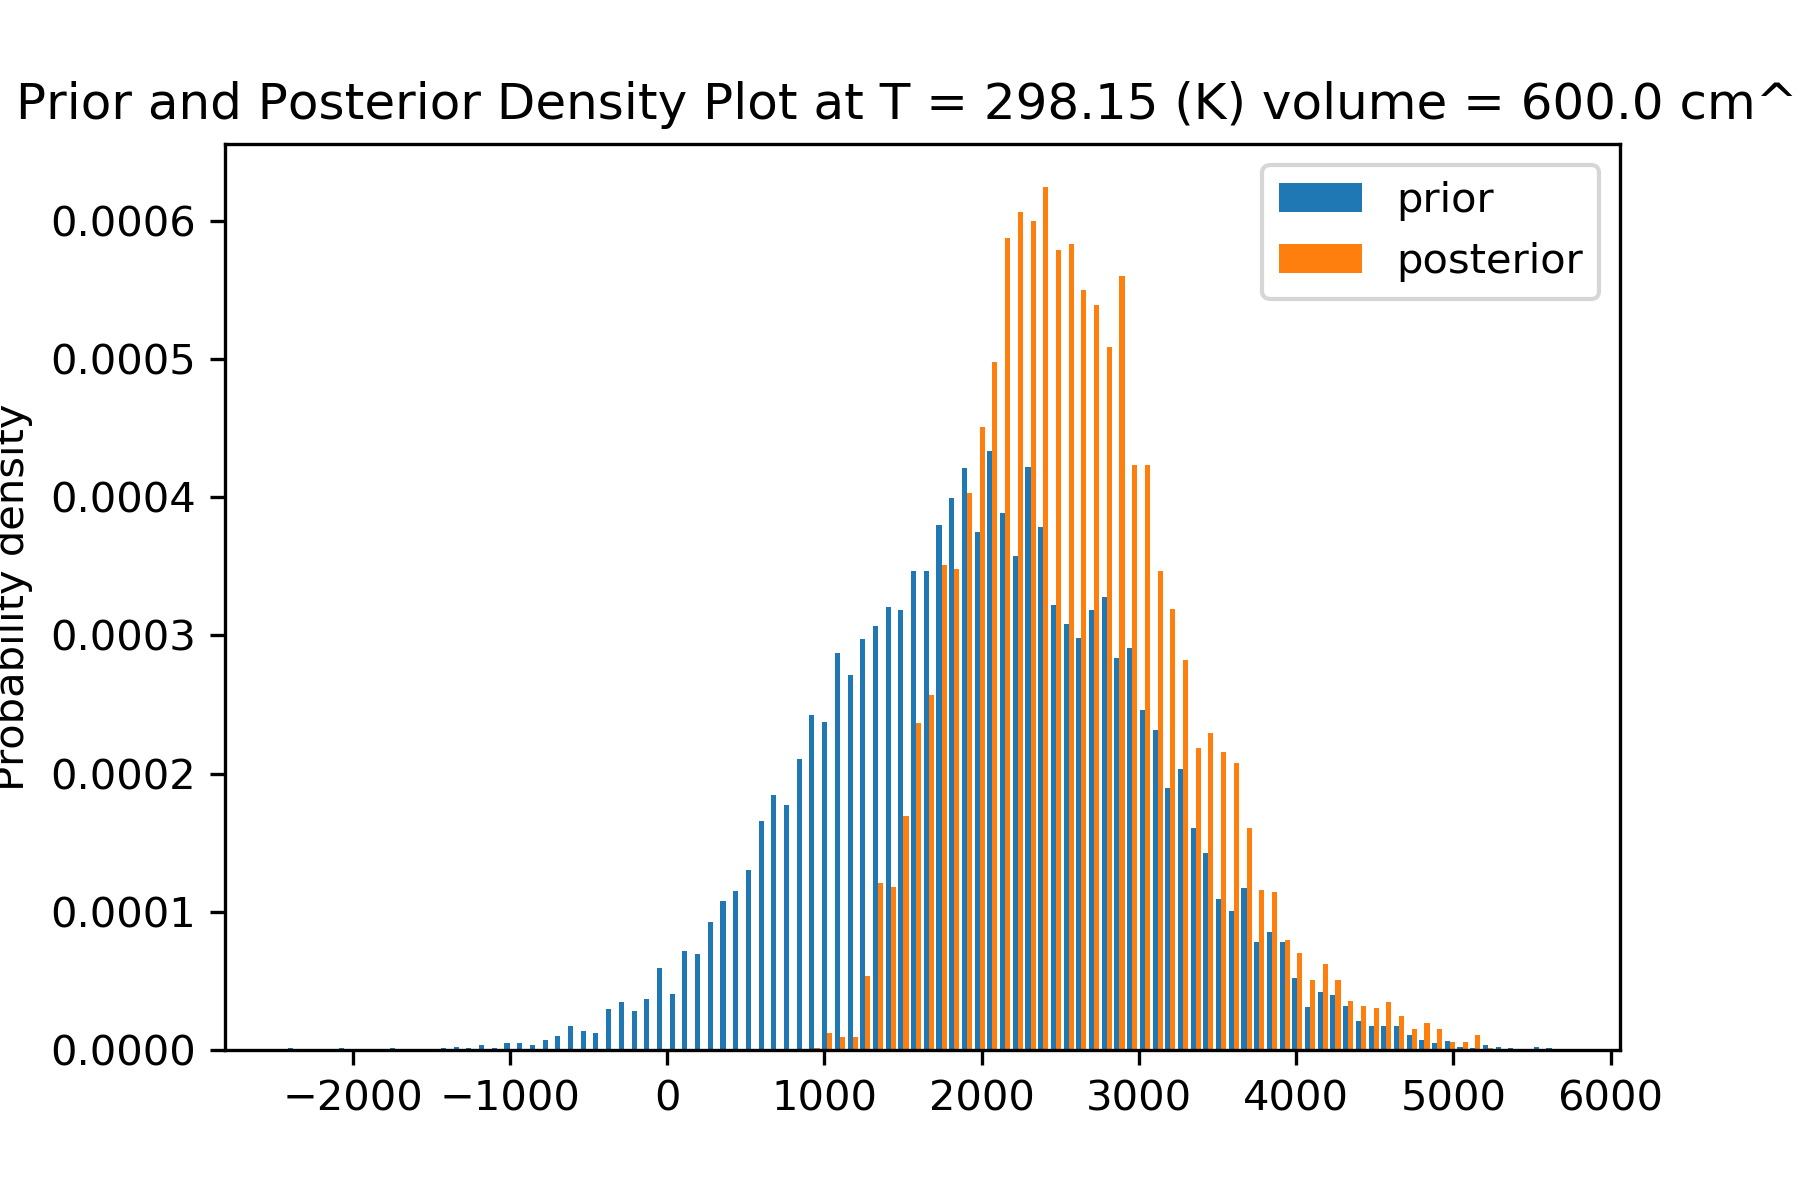 Prior and Posterior Density Plot at T = 298.15 (K) volume = 600.0 cm^
prior
posterior
Probability density
0.0006
0.0005
0.0004
0.0003
0.0002
0.0001
0.0000
−2000 −1000 0 1000 2000 3000 4000 5000 6000